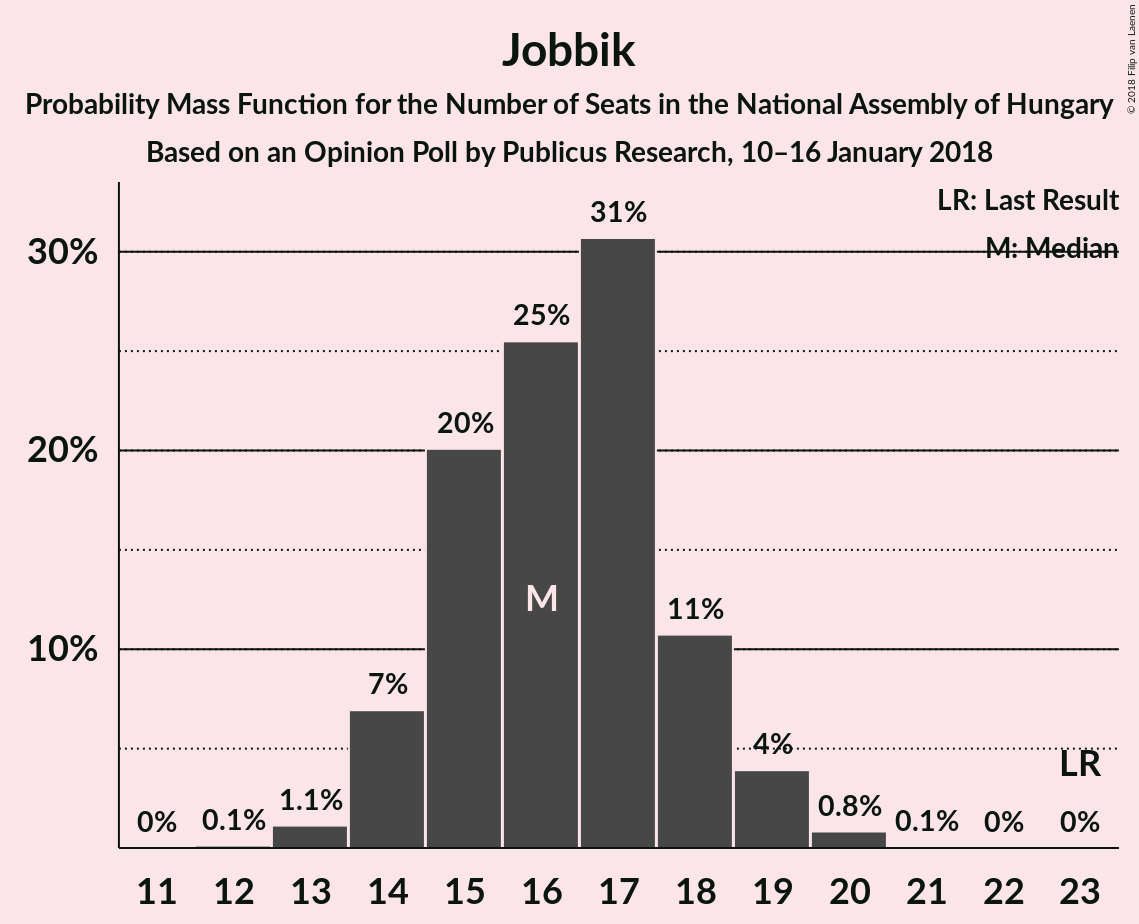 Jobbik
Probability Mass Function for the Number of Seats in the National Assembly of Hungary
Based on an Opinion Poll by Publicus Research, 10–16 January 2018
© 2018 Filip van Laenen
LR: Last Result
M: Median
30%
20%
10%
0%
0.1%
1.1%
7%
20%
25%
31%
11%
4%
0.8%
0.1%
0%
0%
M
LR
11 12 13 14 15 16 17 18 19 20 21 22 23